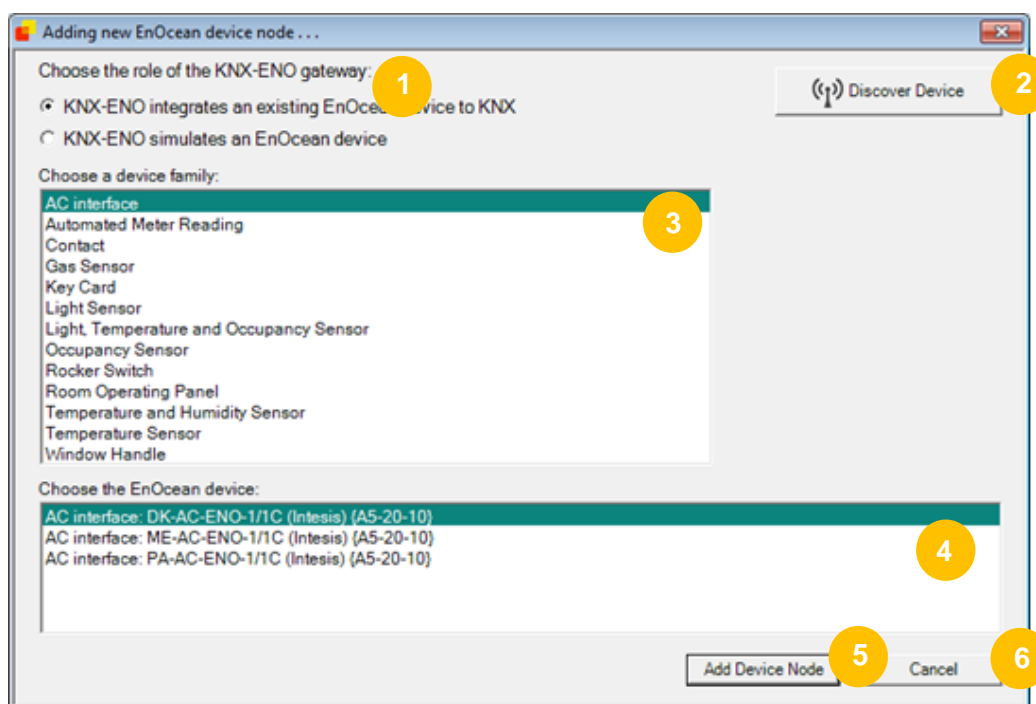 Adding new EnOcean device node . . .
Choose the role of the KNX-ENO gateway:
1
Discover Device
2
KNX-ENO integrates an existing EnOcean device to KNX
KNX-ENO simulates an EnOcean device
Choose a device family:
AC interface
3
Automated Meter Reading
Contact
Gas Sensor
Key Card
Light Sensor
Light, Temperature and Occupancy Sensor
Occupancy Sensor
Rocker Switch
Room Operating Panel
Temperature and Humidity Sensor
Temperature Sensor
Window Handle
Choose the EnOcean device:
AC interface: DK-AC-ENO-1/1C (Intesis) {A5-20-10}
AC interface: ME-AC-ENO-1/1C (Intesis) {A5-20-10}
AC interface: PA-AC-ENO-1/1C (Intesis) {A5-20-10}
4
Add Device Node
5
Cancel
6